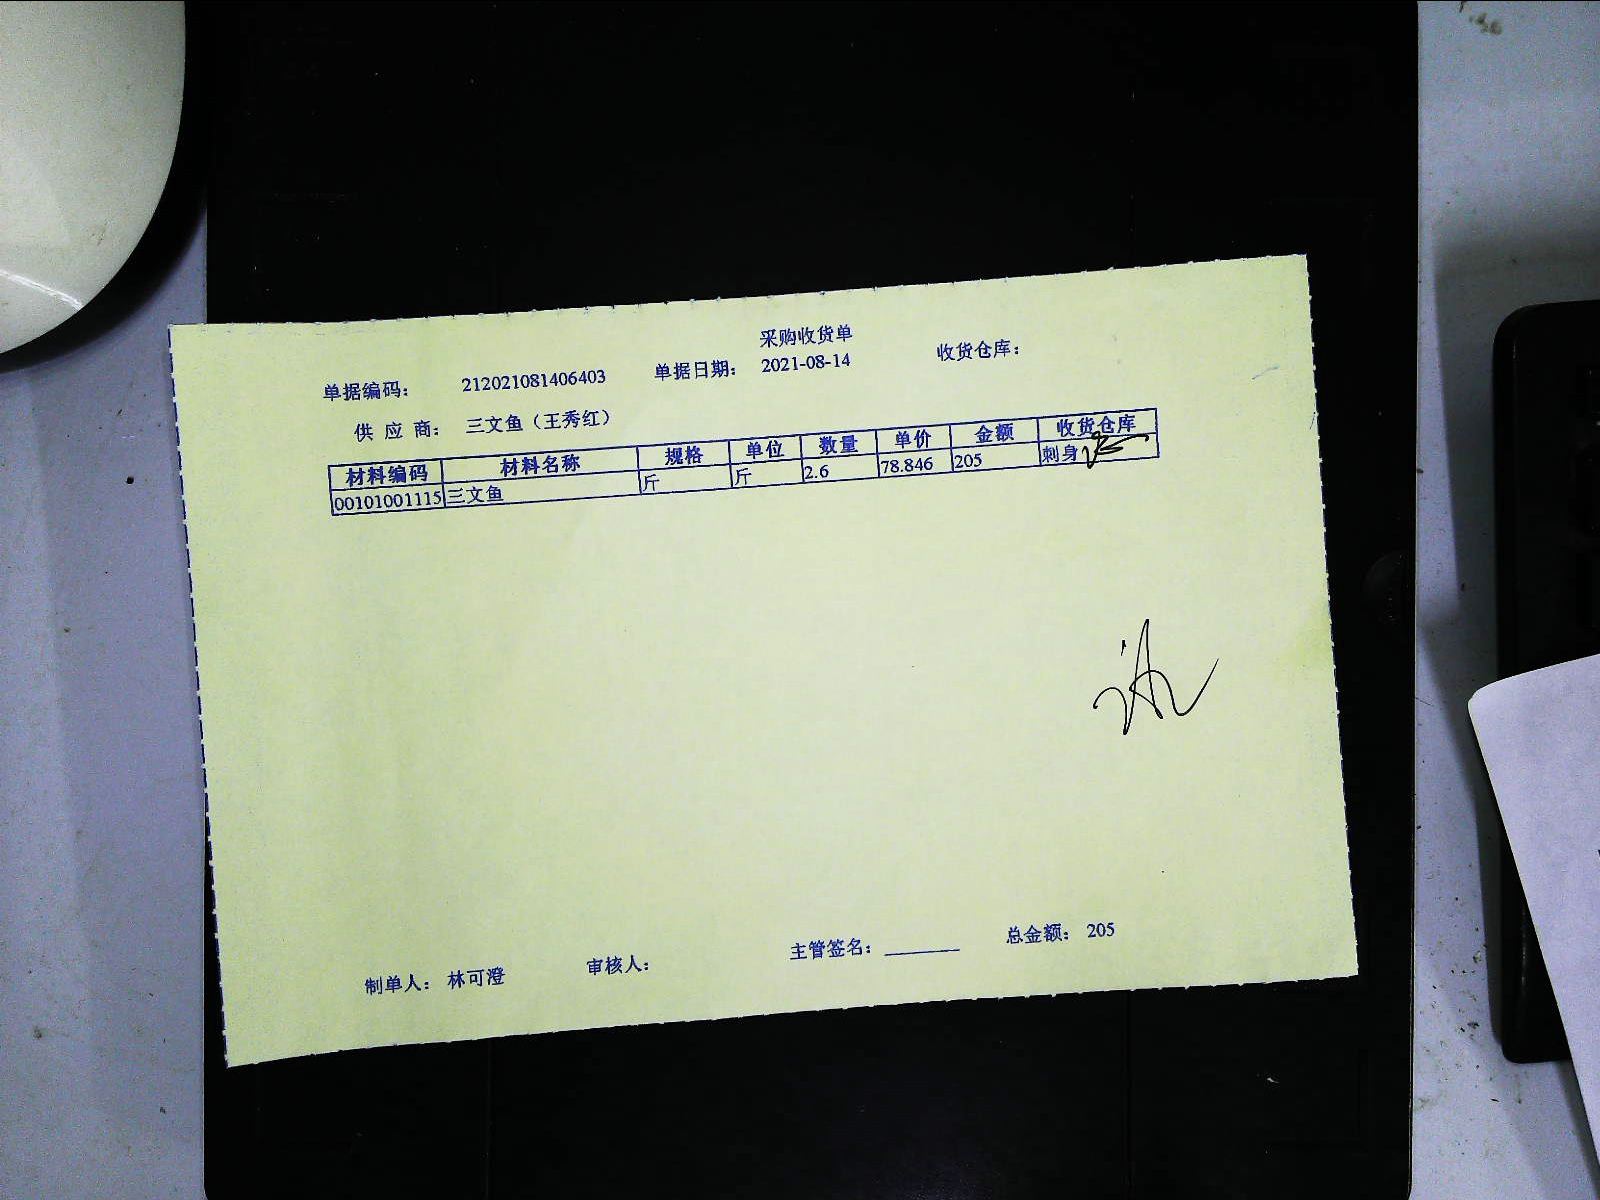 采购收货单
单据编码： 212021081406403 单据日期： 2021-08-14 收货仓库：
供 应 商： 三文鱼（王秀红）
材料编码 材料名称 规格 单位 数量 单价 金额 收货仓库
00101001115 三文鱼 斤 斤 2.6 78.846 205 刺身
制单人： 林可澄 审核人： 主管签名： 总金额： 205